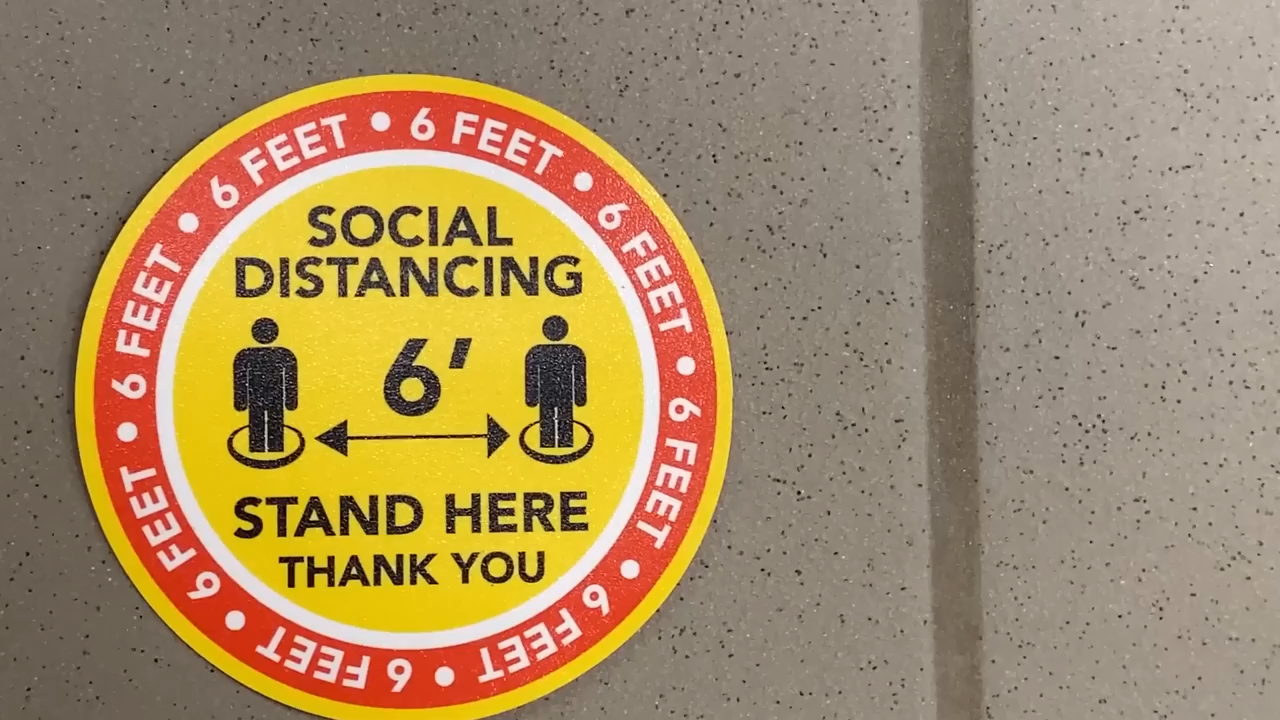 6 FEET • 6 FEET • 6 FEET • 6 FEET • 6 FEET • 6 FEET • 6 FEET • 6 FEET •
SOCIAL
DISTANCING
6'
STAND HERE
THANK YOU